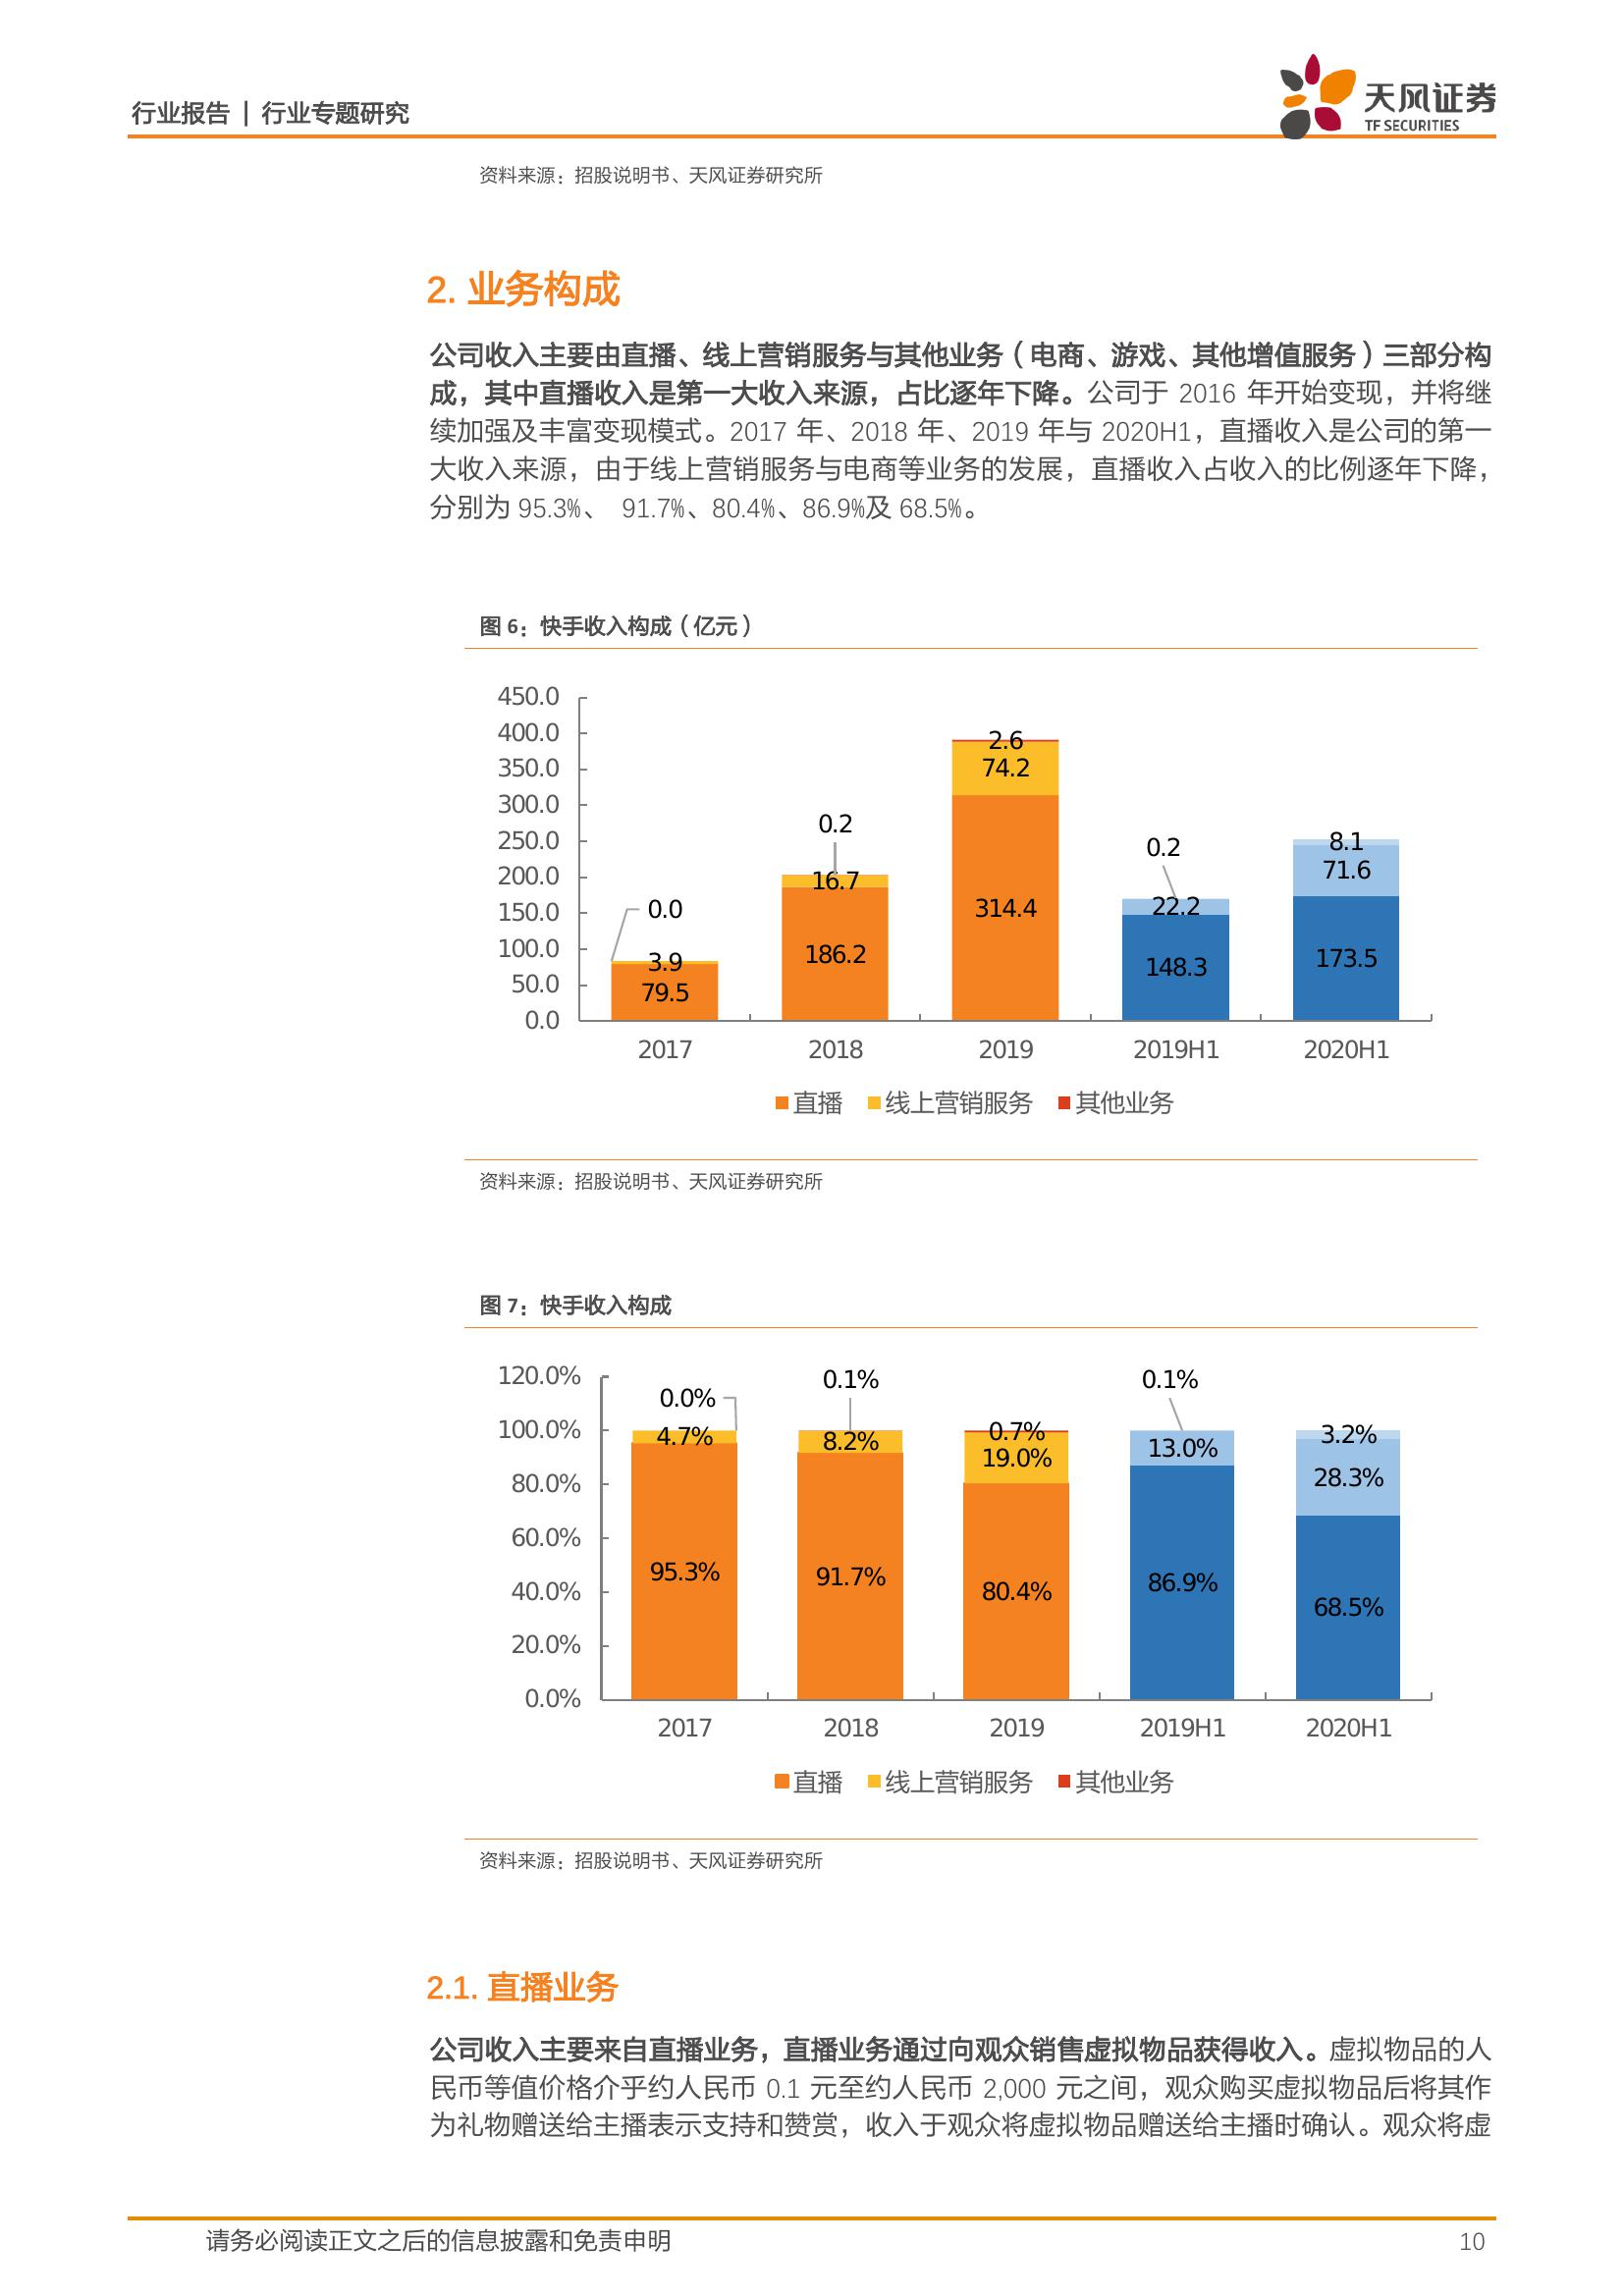 行业报告 | 行业专题研究
天风证券
TF SECURITIES
资料来源：招股说明书、天风证券研究所
2. 业务构成
公司收入主要由直播、线上营销服务与其他业务（电商、游戏、其他增值服务）三部分构
成，其中直播收入是第一大收入来源，占比逐年下降。公司于 2016 年开始变现，并将继
续加强及丰富变现模式。2017 年、2018 年、2019 年与 2020H1，直播收入是公司的第一
大收入来源，由于线上营销服务与电商等业务的发展，直播收入占收入的比例逐年下降，
分别为 95.3%、 91.7%、80.4%、86.9%及 68.5%。
图 6：快手收入构成（亿元）
450.0
400.0
350.0
300.0
250.0
200.0
150.0
100.0
50.0
0.0
0.0
3.9
79.5
0.2
16.7
186.2
2.6
74.2
314.4
0.2
22.2
148.3
8.1
71.6
173.5
2017 2018 2019 2019H1 2020H1
直播 线上营销服务 其他业务
资料来源：招股说明书、天风证券研究所
图 7：快手收入构成
120.0%
100.0%
80.0%
60.0%
40.0%
20.0%
0.0%
0.0%
4.7%
95.3%
0.1%
8.2%
91.7%
0.7%
19.0%
80.4%
0.1%
13.0%
86.9%
3.2%
28.3%
68.5%
2017 2018 2019 2019H1 2020H1
直播 线上营销服务 其他业务
资料来源：招股说明书、天风证券研究所
2.1. 直播业务
公司收入主要来自直播业务，直播业务通过向观众销售虚拟物品获得收入。虚拟物品的人
民币等值价格介乎约人民币 0.1 元至约人民币 2,000 元之间，观众购买虚拟物品后将其作
为礼物赠送给主播表示支持和赞赏，收入于观众将虚拟物品赠送给主播时确认。观众将虚
请务必阅读正文之后的信息披露和免责申明
10